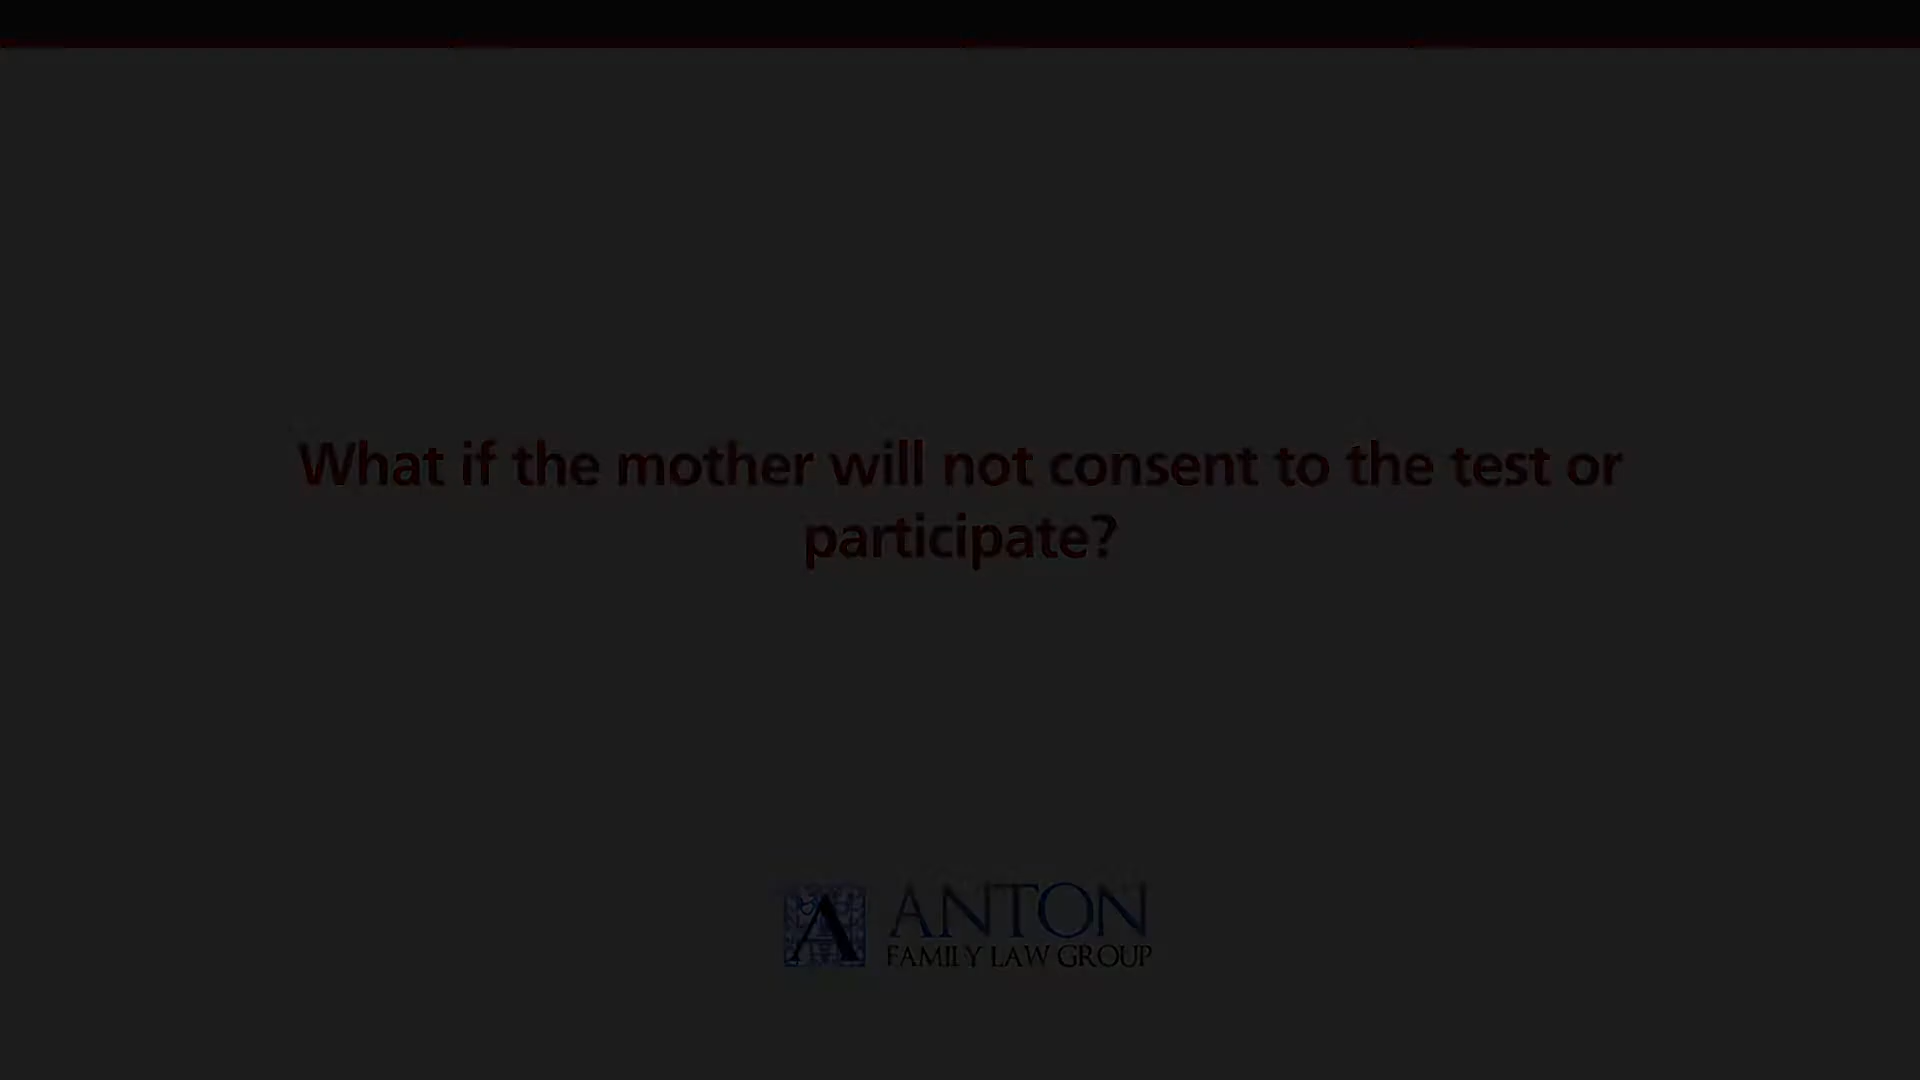 What if the mother will not consent to the test or
participate?
A ANTON
FAMILY LAW GROUP